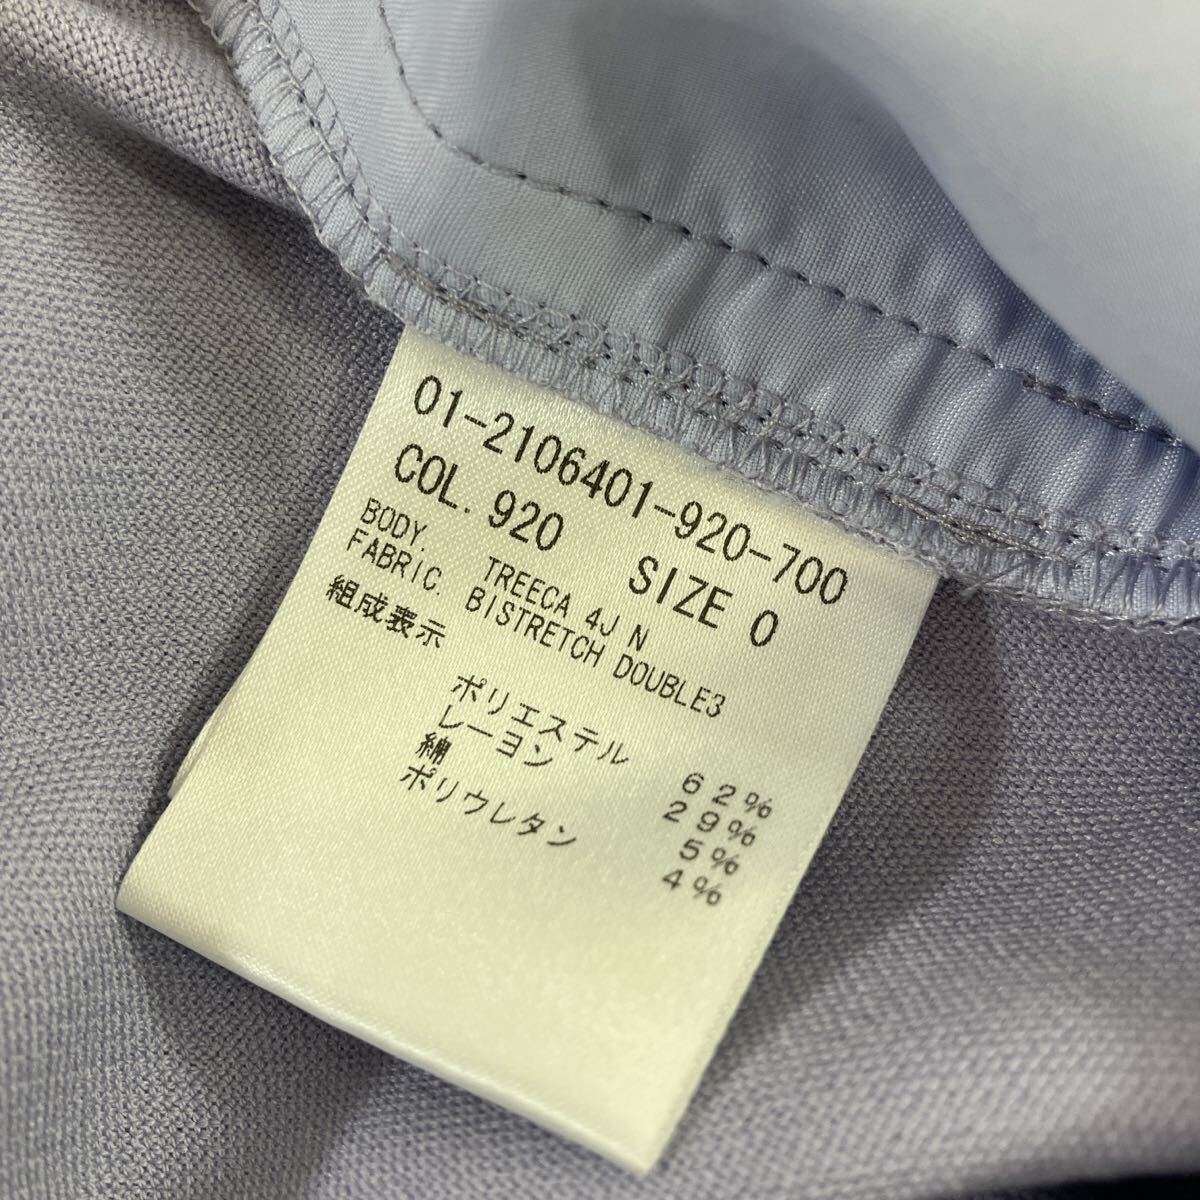 01-2106401-920-700
COL. 920 SIZE 0
BODY. TREECA 4J N
FABRIC. BISTRETCH DOUBLE3
組成表示
ポリエステル 62%
レーヨン 29%
綿 5%
ポリウレタン 4%